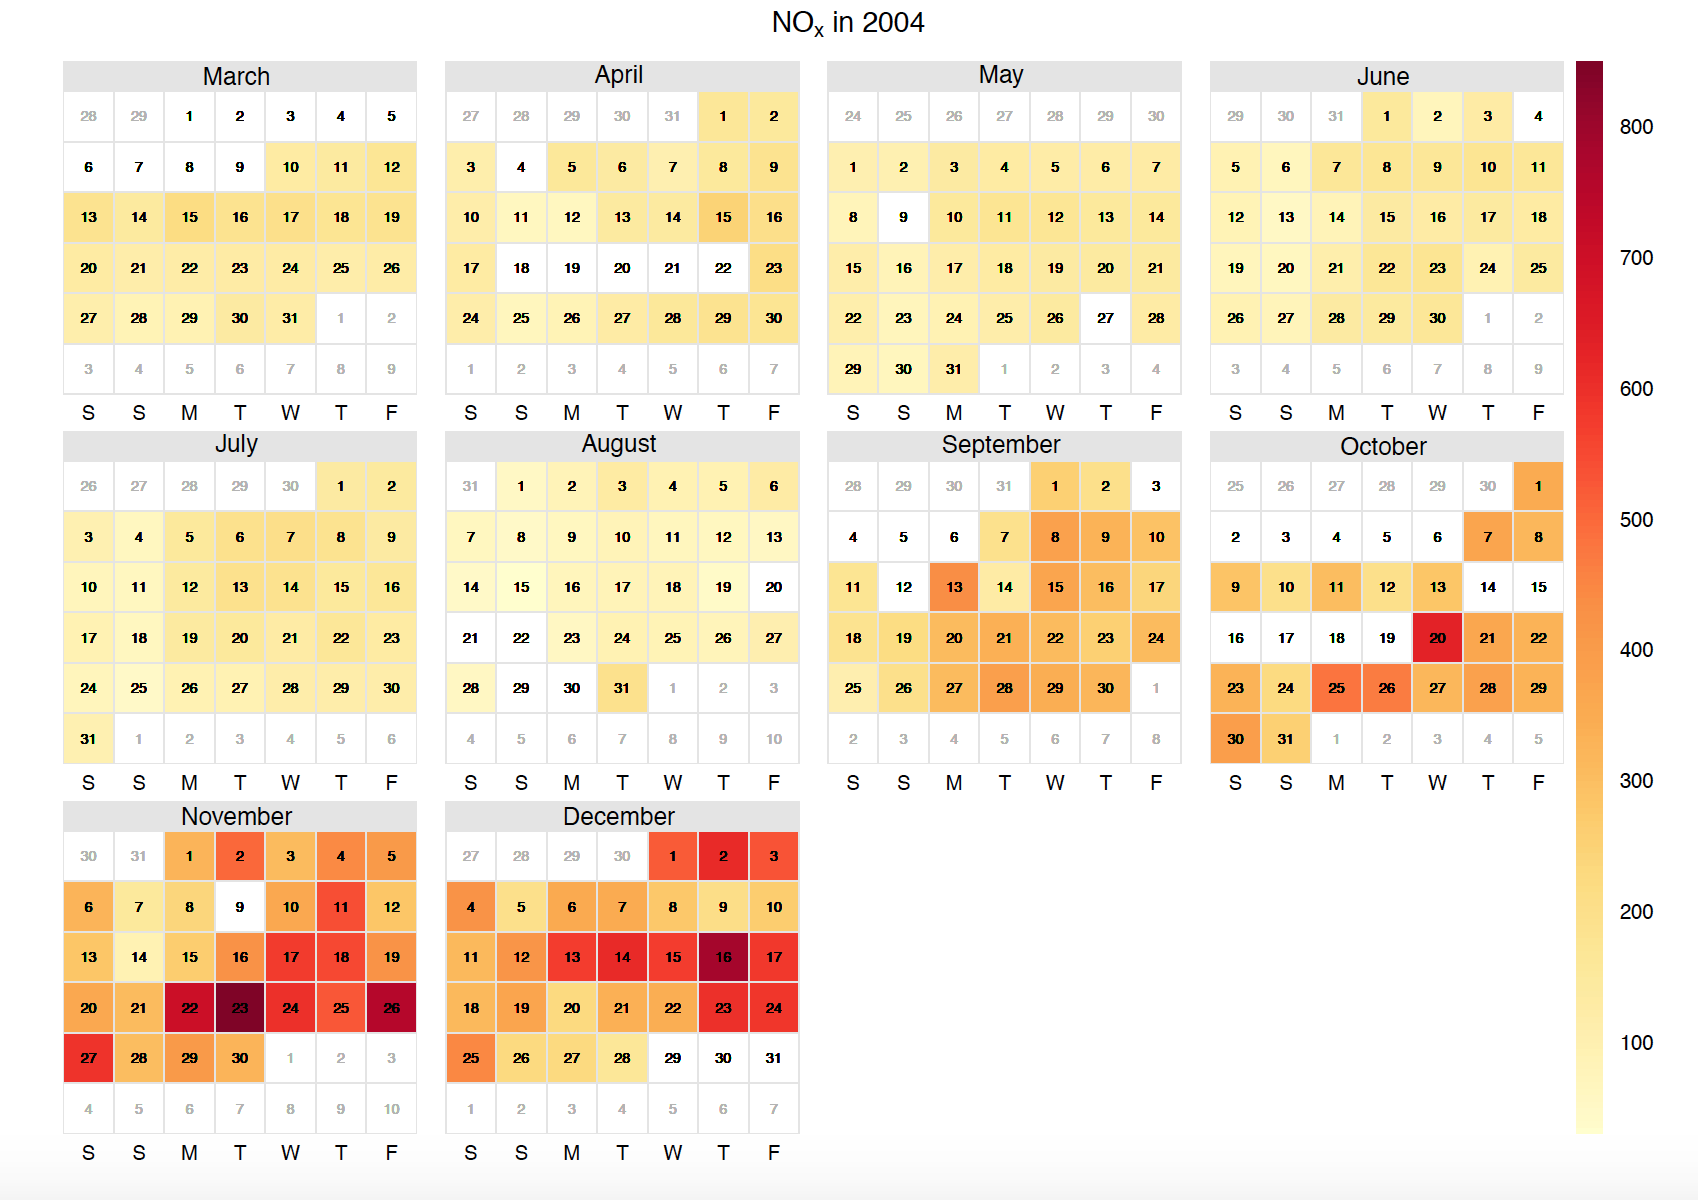 NOx in 2004
March April May June
28 29 1 2 3 4 5 27 28 29 30 31 1 2 24 25 26 27 28 29 30 29 30 31 1 2 3 4
800
6 7 8 9 10 11 12 3 4 5 6 7 8 9 1 2 3 4 5 6 7 5 6 7 8 9 10 11
13 14 15 16 17 18 19 10 11 12 13 14 15 16 8 9 10 11 12 13 14 12 13 14 15 16 17 18
700
20 21 22 23 24 25 26 17 18 19 20 21 22 23 15 16 17 18 19 20 21 19 20 21 22 23 24 25
27 28 29 30 31 1 2 24 25 26 27 28 29 30 22 23 24 25 26 27 28 26 27 28 29 30 1 2
3 4 5 6 7 8 9 1 2 3 4 5 6 7 29 30 31 1 2 3 4 3 4 5 6 7 8 9
600
S S M T W T F S S M T W T F S S M T W T F S S M T W T F
July August September October
26 27 28 29 30 1 2 31 1 2 3 4 5 6 28 29 30 31 1 2 3 25 26 27 28 29 30 1
500
3 4 5 6 7 8 9 7 8 9 10 11 12 13 4 5 6 7 8 9 10 2 3 4 5 6 7 8
10 11 12 13 14 15 16 14 15 16 17 18 19 20 11 12 13 14 15 16 17 9 10 11 12 13 14 15
17 18 19 20 21 22 23 21 22 23 24 25 26 27 18 19 20 21 22 23 24 16 17 18 19 20 21 22
400
24 25 26 27 28 29 30 28 29 30 31 1 2 3 25 26 27 28 29 30 1 23 24 25 26 27 28 29
31 1 2 3 4 5 6 4 5 6 7 8 9 10 2 3 4 5 6 7 8 30 31 1 2 3 4 5
S S M T W T F S S M T W T F S S M T W T F S S M T W T F
300
November December
30 31 1 2 3 4 5 27 28 29 30 1 2 3
6 7 8 9 10 11 12 4 5 6 7 8 9 10
200
13 14 15 16 17 18 19 11 12 13 14 15 16 17
20 21 22 23 24 25 26 18 19 20 21 22 23 24
27 28 29 30 1 2 3 25 26 27 28 29 30 31
100
4 5 6 7 8 9 10 1 2 3 4 5 6 7
S S M T W T F S S M T W T F